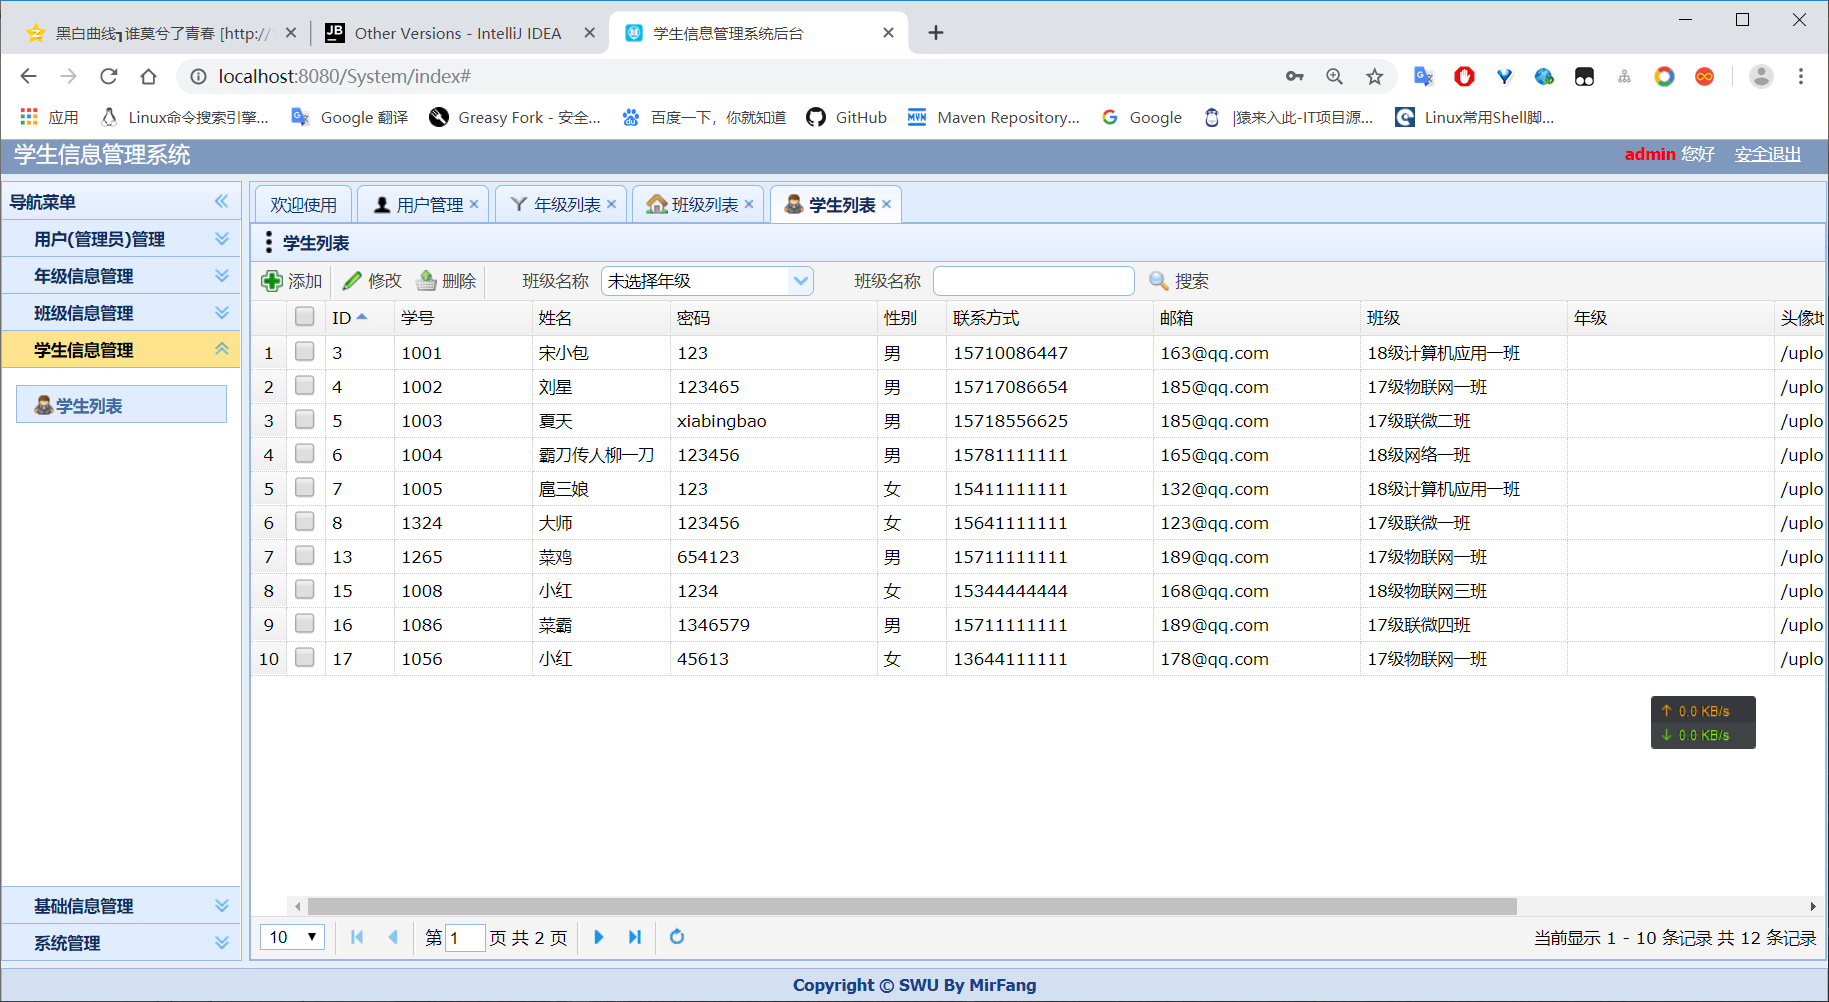 黑白曲线┓谁莫兮了青春 [http://
Other Versions - IntelliJ IDEA
学生信息管理系统后台
localhost:8080/System/index#
应用 Linux命令搜索引擎... Google 翻译 Greasy Fork - 安全... 百度一下，你就知道 GitHub MVN Maven Repository... Google |猿来入此-IT项目源... Linux常用Shell脚...
学生信息管理系统
admin 您好 安全退出
导航菜单
用户(管理员)管理
年级信息管理
班级信息管理
学生信息管理
学生列表
基础信息管理
系统管理
欢迎使用 用户管理 年级列表 班级列表 学生列表
学生列表
添加 修改 删除 班级名称 未选择年级 班级名称 搜索
ID 学号 姓名 密码 性别 联系方式 邮箱 班级 年级 头像地
1 3 1001 宋小包 123 男 15710086447 163@qq.com 18级计算机应用一班 /uplo
2 4 1002 刘星 123465 男 15717086654 185@qq.com 17级物联网一班 /uplo
3 5 1003 夏天 xiabingbao 男 15718556625 185@qq.com 17级联微二班 /uplo
4 6 1004 霸刀传人柳一刀 123456 男 15781111111 165@qq.com 18级网络一班 /uplo
5 7 1005 扈三娘 123 女 15411111111 132@qq.com 18级计算机应用一班 /uplo
6 8 1324 大师 123456 女 15641111111 123@qq.com 17级联微一班 /uplo
7 13 1265 菜鸡 654123 男 15711111111 189@qq.com 17级物联网一班 /uplo
8 15 1008 小红 1234 女 15344444444 168@qq.com 18级物联网三班 /uplo
9 16 1086 菜霸 1346579 男 15711111111 189@qq.com 17级联微四班 /uplo
10 17 1056 小红 45613 女 13644111111 178@qq.com 17级物联网一班 /uplo
↑ 0.0 KB/s
↓ 0.0 KB/s
10 第 1 页 共 2 页 当前显示 1 - 10 条记录 共 12 条记录
Copyright © SWU By MirFang